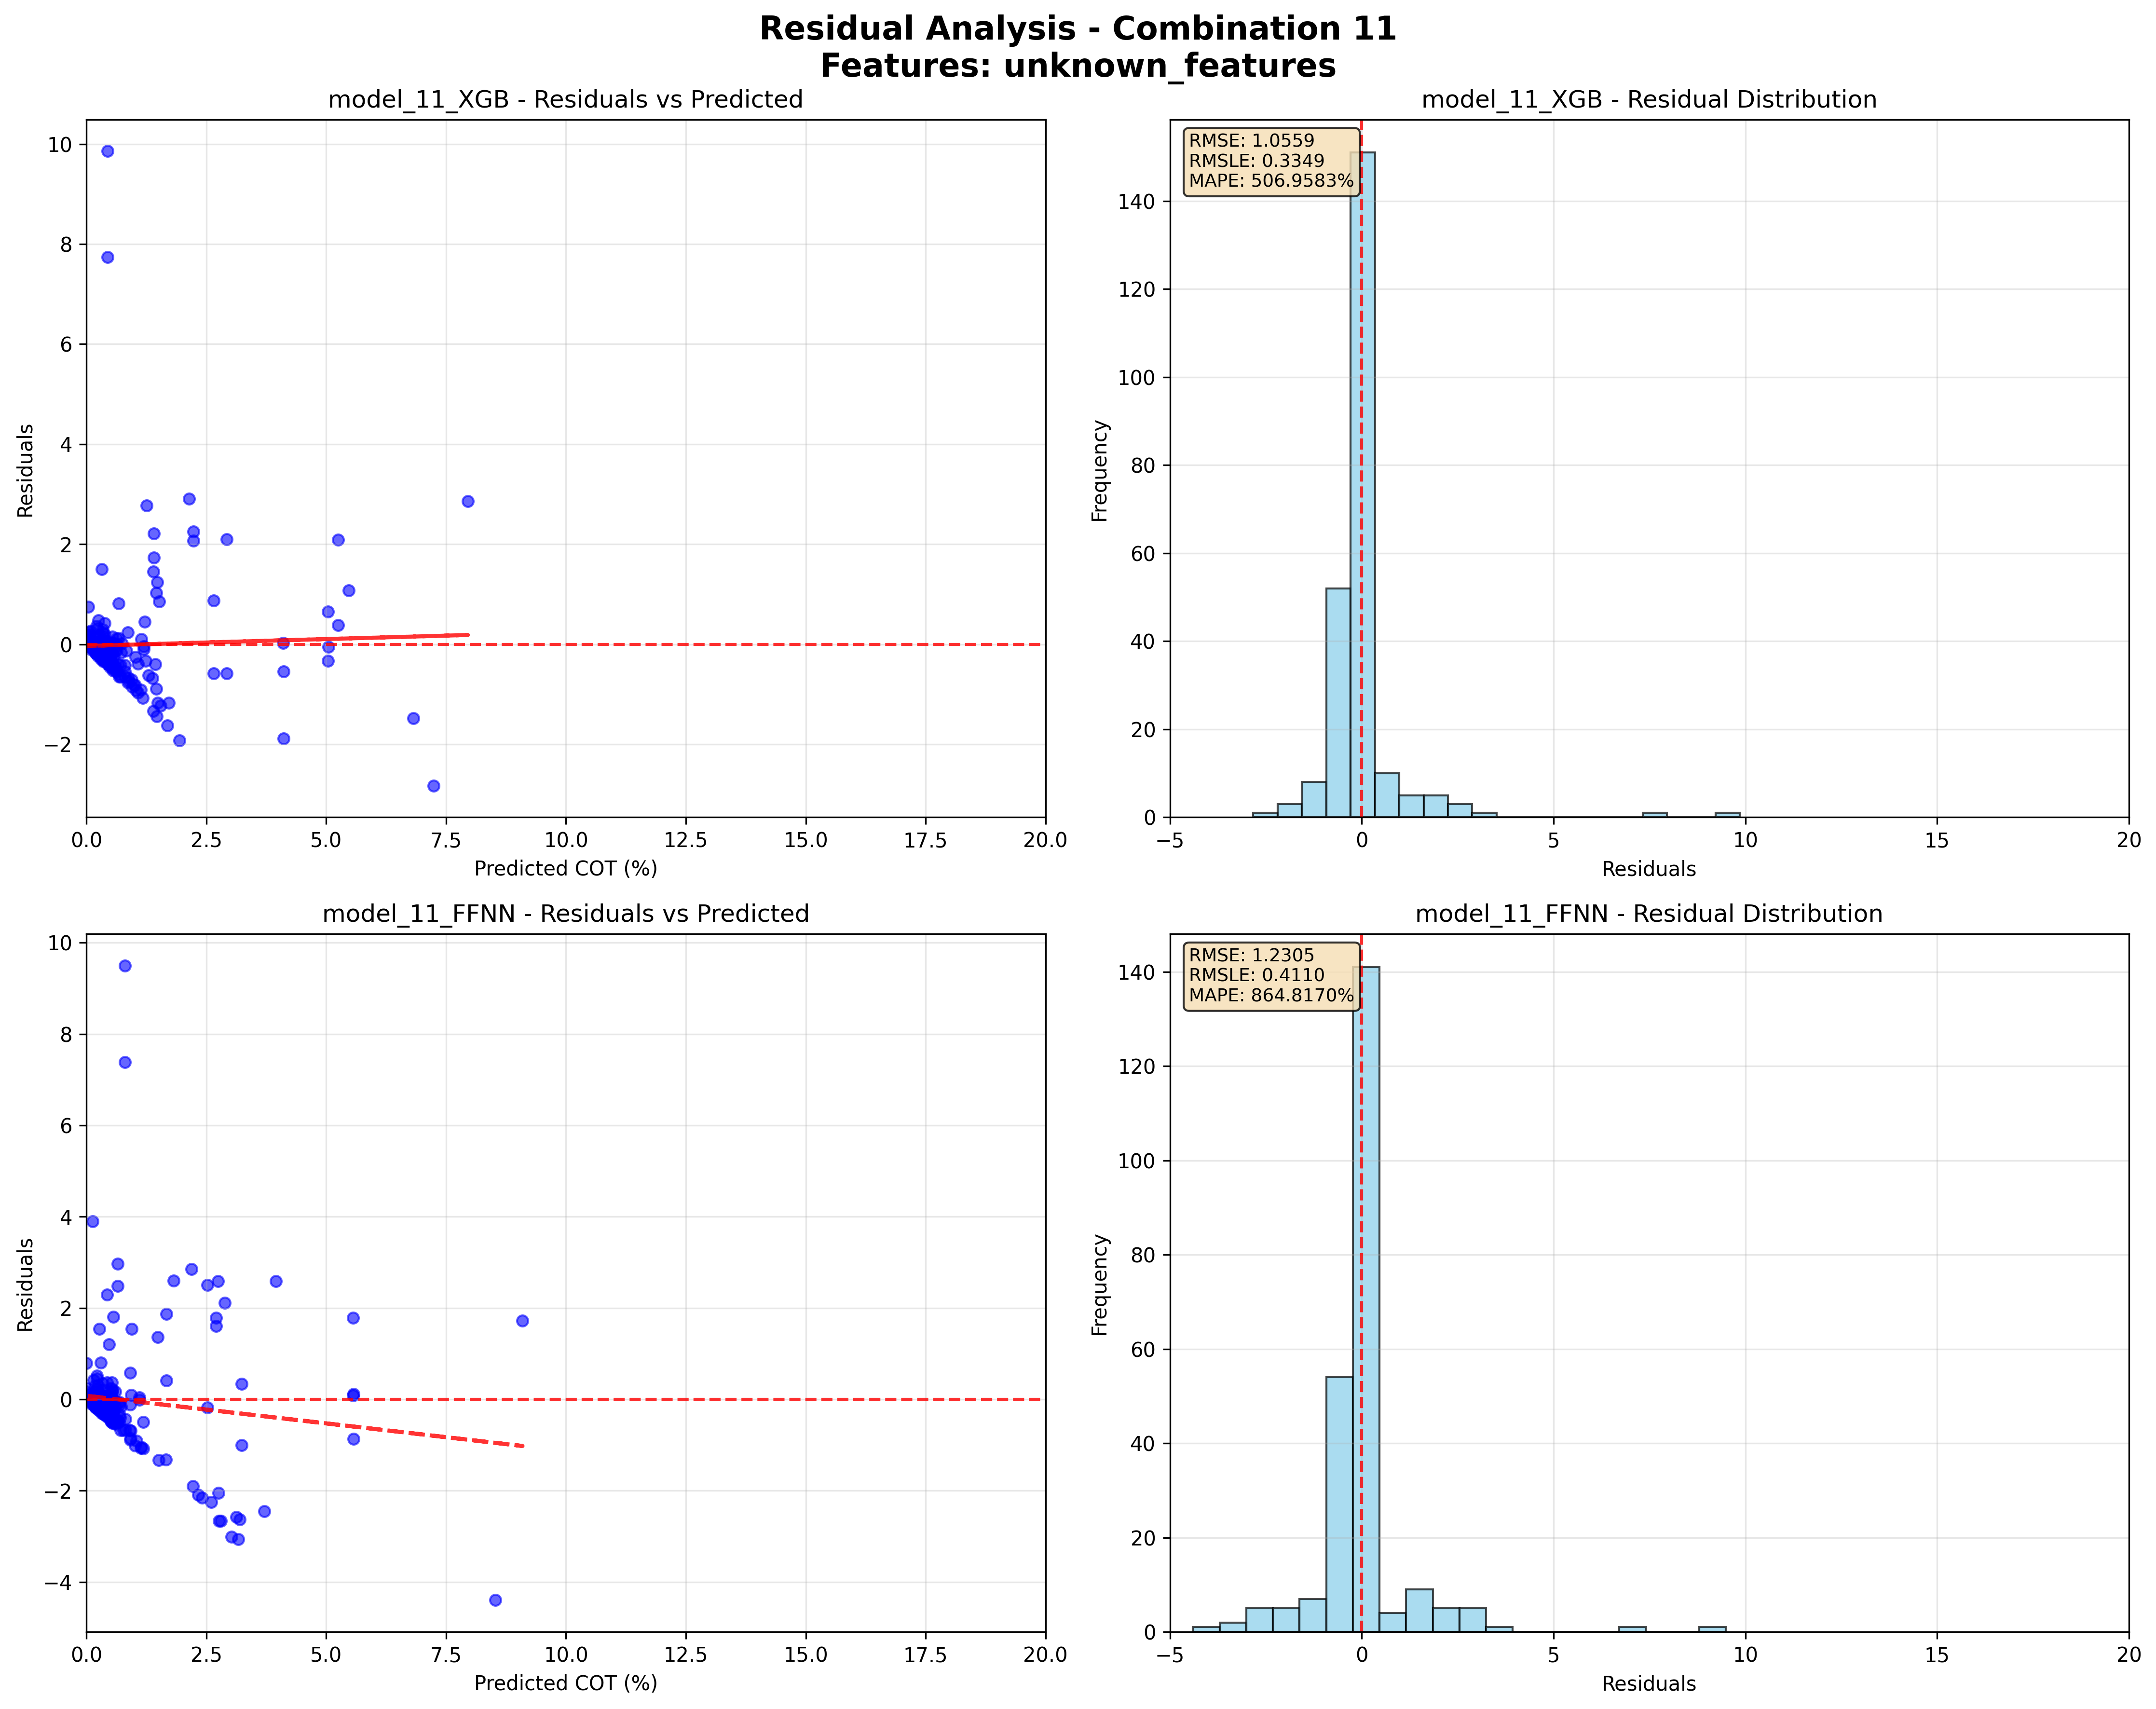 Residual Analysis - Combination 11
Features: unknown_features
model_11_XGB - Residuals vs Predicted
10
8
6
4
2
0
−2
Residuals
0.0 2.5 5.0 7.5 10.0 12.5 15.0 17.5 20.0
Predicted COT (%)
model_11_XGB - Residual Distribution
RMSE: 1.0559
RMSLE: 0.3349
MAPE: 506.9583%
140
120
100
80
60
40
20
0
Frequency
−5 0 5 10 15 20
Residuals
model_11_FFNN - Residuals vs Predicted
10
8
6
4
2
0
−2
−4
Residuals
0.0 2.5 5.0 7.5 10.0 12.5 15.0 17.5 20.0
Predicted COT (%)
model_11_FFNN - Residual Distribution
RMSE: 1.2305
RMSLE: 0.4110
MAPE: 864.8170%
140
120
100
80
60
40
20
0
Frequency
−5 0 5 10 15 20
Residuals